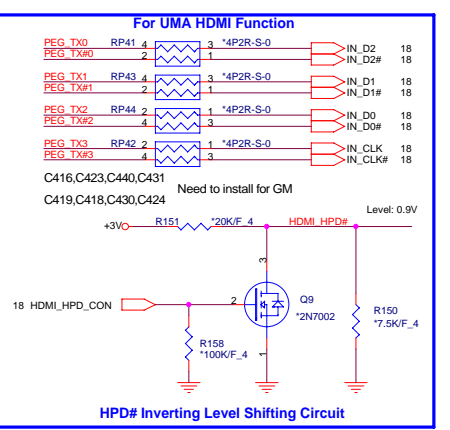 For UMA HDMI Function
PEG_TX0 RP41 4 3 *4P2R-S-0 IN_D2 18
PEG_TX#0 2 1 IN_D2# 18
PEG_TX1 RP43 4 3 *4P2R-S-0 IN_D1 18
PEG_TX#1 2 1 IN_D1# 18
PEG_TX2 RP44 2 1 *4P2R-S-0 IN_D0 18
PEG_TX#2 4 3 IN_D0# 18
PEG_TX3 RP42 2 1 *4P2R-S-0 IN_CLK 18
PEG_TX#3 4 3 IN_CLK# 18
C416,C423,C440,C431
Need to install for GM
C419,C418,C430,C424
Level: 0.9V
+3V R151 *20K/F_4 HDMI_HPD#
3
18 HDMI_HPD_CON 2 Q9
*2N7002
R150
*7.5K/F_4
R158
*100K/F_4
1
HPD# Inverting Level Shifting Circuit